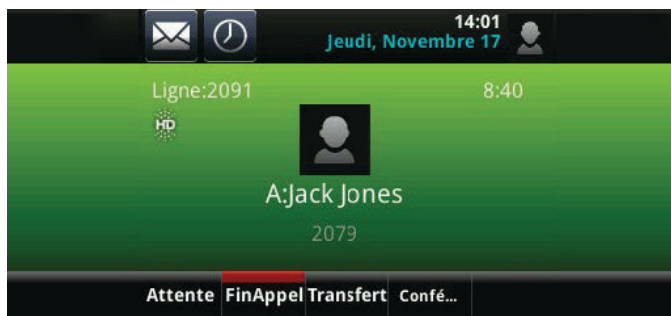 14:01
Jeudi, Novembre 17
Ligne:2091 8:40
HD
A:Jack Jones
2079
Attente FinAppel Transfert Confé...